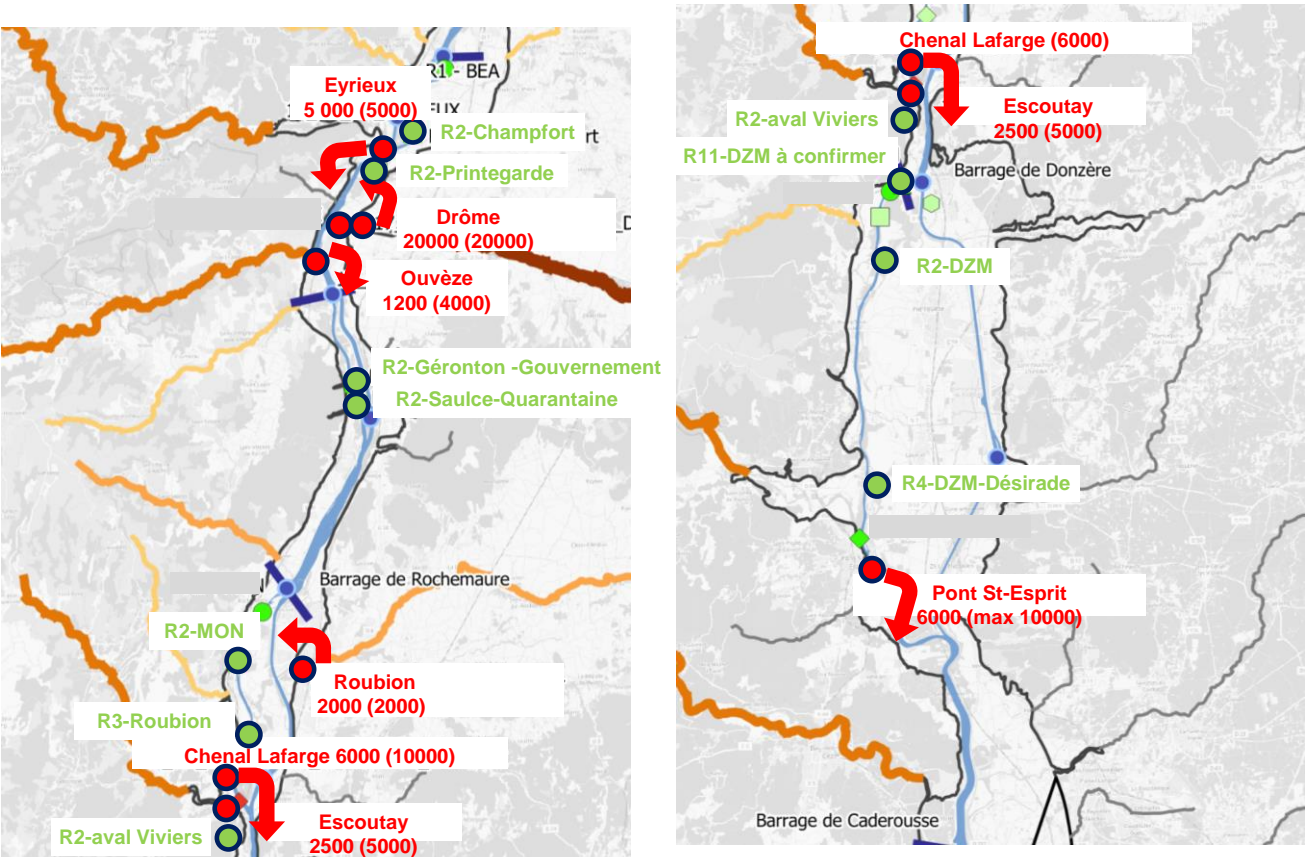 R1 - BEA
Eyrieux
5 000 (5000)
EUX
R2-Champfort
rt
R2-Printegarde
Drôme
20000 (20000)
_D
Ouvèze
1200 (4000)
R2-Géronton -Gouvernement
R2-Saulce-Quarantaine
Barrage de Rochemaure
R2-MON
Roubion
2000 (2000)
R3-Roubion
Chenal Lafarge 6000 (10000)
R2-aval Viviers
Escoutay
2500 (5000)
Chenal Lafarge (6000)
Escoutay
2500 (5000)
R2-aval Viviers
R11-DZM à confirmer
Barrage de Donzère
R2-DZM
R4-DZM-Désirade
Pont St-Esprit
6000 (max 10000)
Barrage de Caderousse